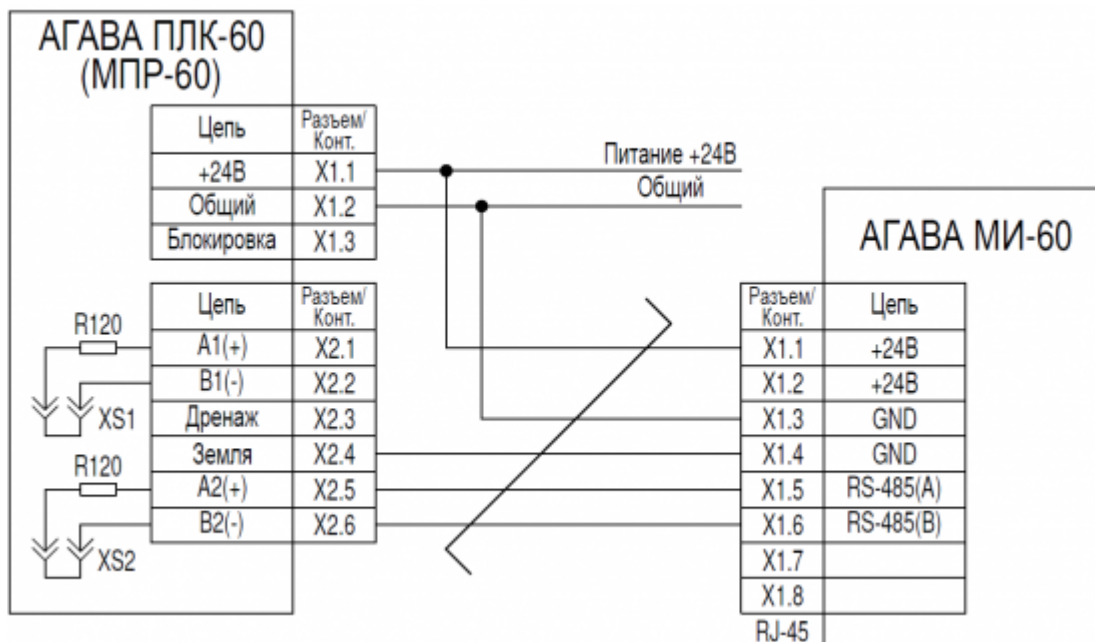 АГАВА ПЛК-60
(МПР-60)
Цепь Разъем/ Конт.
+24В X1.1
Общий X1.2
Блокировка X1.3
Питание +24В
Общий
Цепь Разъем/ Конт.
A1(+) X2.1
B1(-) X2.2
Дренаж X2.3
Земля X2.4
A2(+) X2.5
B2(-) X2.6
R120
XS1
R120
XS2
АГАВА МИ-60
Разъем/ Конт. Цепь
X1.1 +24В
X1.2 +24В
X1.3 GND
X1.4 GND
X1.5 RS-485(A)
X1.6 RS-485(B)
X1.7
X1.8
RJ-45